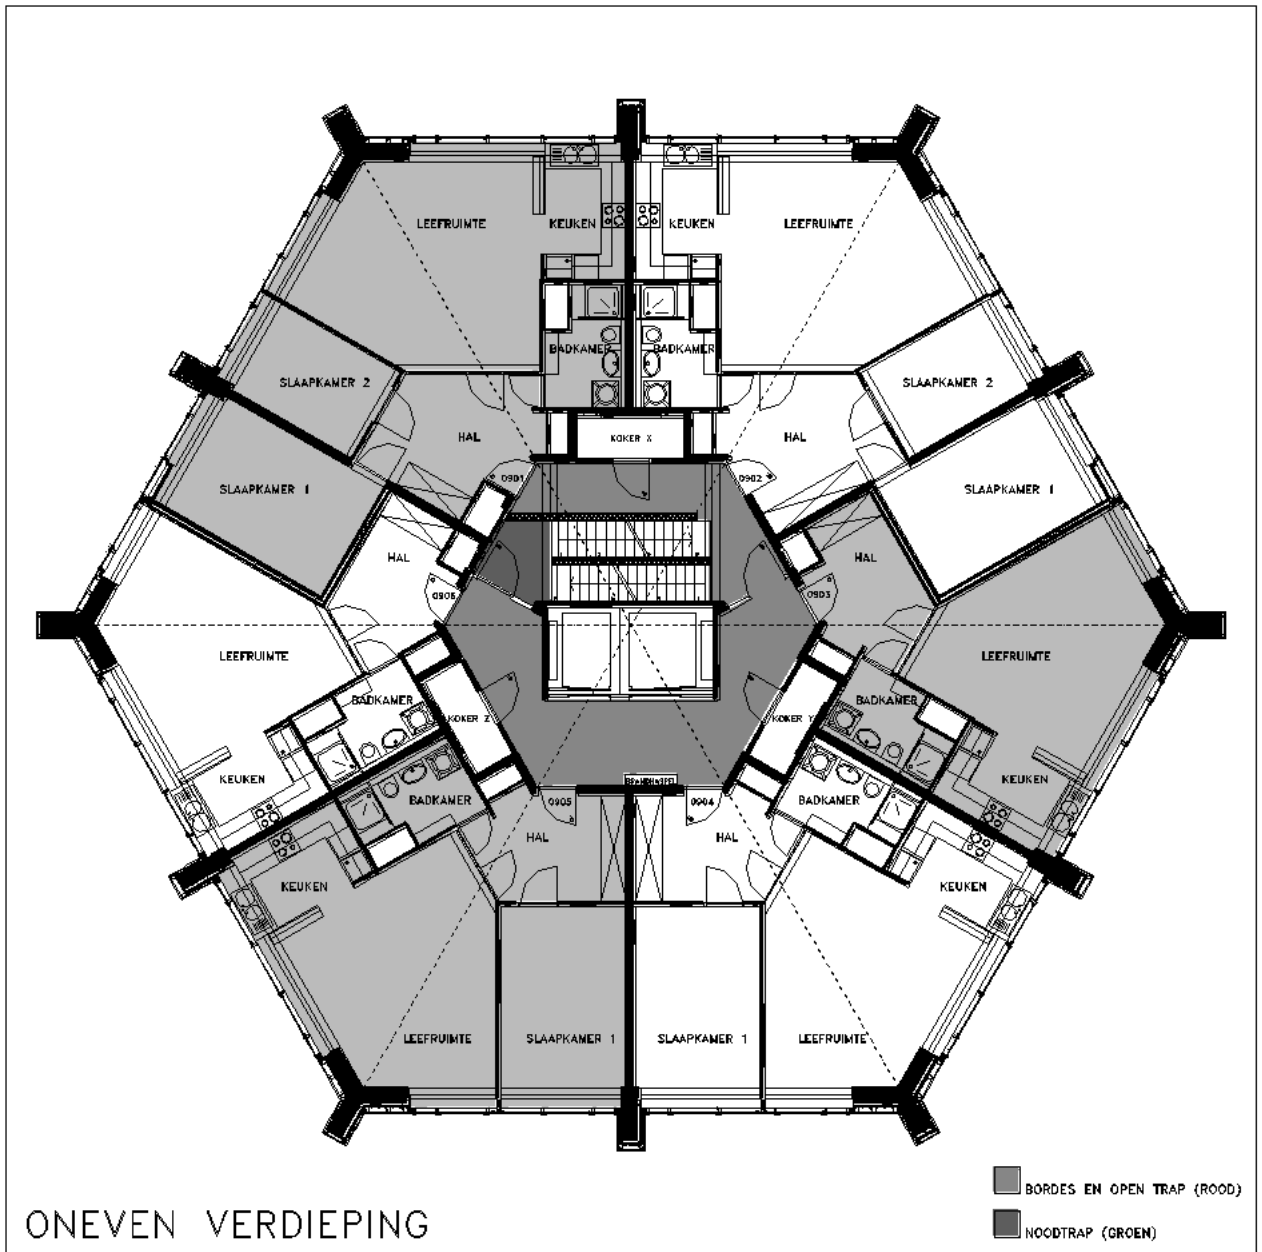 LEEFRUIMTE
KEUKEN
KEUKEN
LEEFRUIMTE
BADKAMER
BADKAMER
SLAAPKAMER 2
SLAAPKAMER 2
HAL
KOKER X
HAL
0901
0902
SLAAPKAMER 1
SLAAPKAMER 1
HAL
HAL
0906
0903
LEEFRUIMTE
LEEFRUIMTE
BADKAMER
BADKAMER
KOKER Z
KOKER Y
KEUKEN
BRANDHASPEL
KEUKEN
BADKAMER
0905
0904
BADKAMER
HAL
HAL
KEUKEN
KEUKEN
LEEFRUIMTE
SLAAPKAMER 1
SLAAPKAMER 1
LEEFRUIMTE
BORDES EN OPEN TRAP (ROOD)
ONEVEN VERDIEPING
NOODTRAP (GROEN)